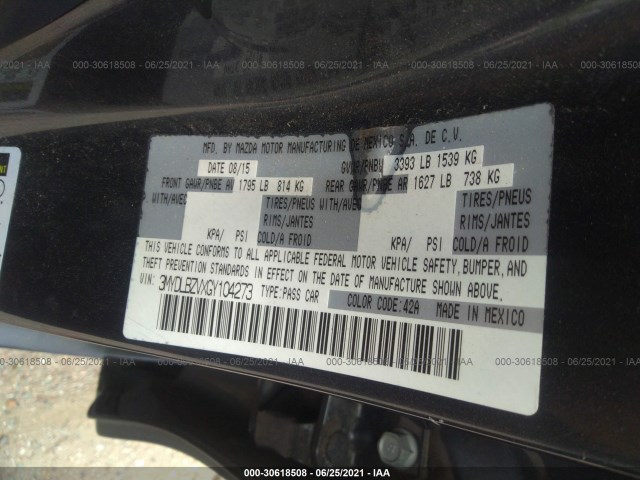 000-30618508 - 06/25/2021 - IAA
MFD. BY MAZDA MOTOR MANUFACTURING DE MEXICO S.A. DE C.V.
DATE 08/15 GVWR/PNBV 3393 LB 1539 KG
FRONT GAWR/PNBE AV 1795 LB 814 KG REAR GAWR/PNBE AR 1627 LB 738 KG
WITH/AVEC TIRES/PNEUS WITH/AVEC TIRES/PNEUS
RIMS/JANTES RIMS/JANTES
KPA/ PSI COLD/A FROID KPA/ PSI COLD/A FROID
THIS VEHICLE CONFORMS TO ALL APPLICABLE FEDERAL MOTOR VEHICLE SAFETY, BUMPER, AND
THEFT PREVENTION STANDARDS IN EFFECT ON THE DATE OF MANUFACTURE SHOWN ABOVE.
VIN: TYPE:PASS CAR COLOR CODE:42A MADE IN MEXICO
000-30618508 - 06/25/2021 - IAA